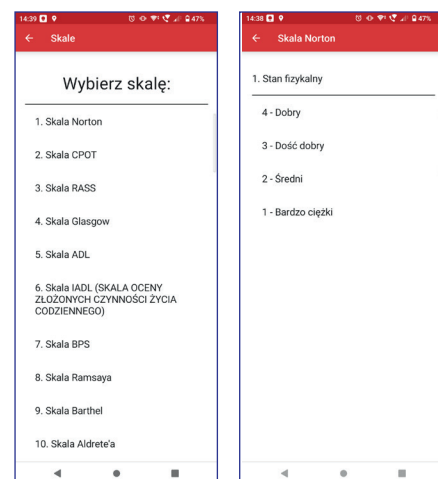 14:39 47%
Skale
Wybierz skalę:
1. Skala Norton
2. Skala CPOT
3. Skala RASS
4. Skala Glasgow
5. Skala ADL
6. Skala IADL (SKALA OCENY
ZŁOŻONYCH CZYNNOŚCI ŻYCIA
CODZIENNEGO)
7. Skala BPS
8. Skala Ramsaya
9. Skala Barthel
10. Skala Aldrete'a
14:38 47%
Skala Norton
1. Stan fizykalny
4 - Dobry
3 - Dość dobry
2 - Średni
1 - Bardzo ciężki